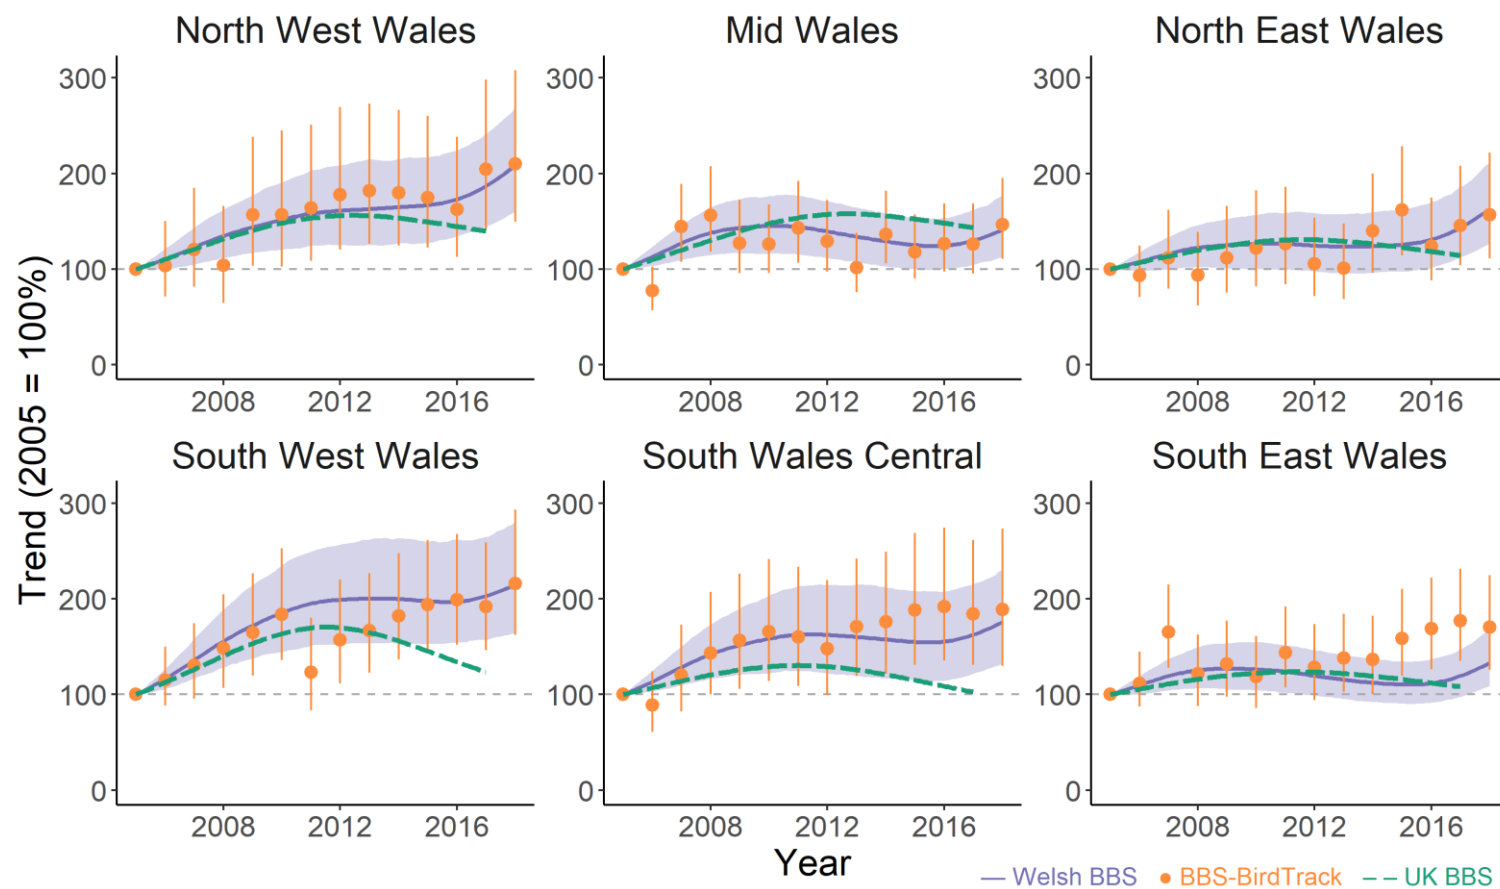 North West Wales
Mid Wales
North East Wales
300
200
100
0
2008 2012 2016
300
200
100
0
2008 2012 2016
300
200
100
0
2008 2012 2016
South West Wales
South Wales Central
South East Wales
300
200
100
0
2008 2012 2016
300
200
100
0
2008 2012 2016
300
200
100
0
2008 2012 2016
Trend (2005 = 100%)
Year
Welsh BBS BBS-BirdTrack UK BBS